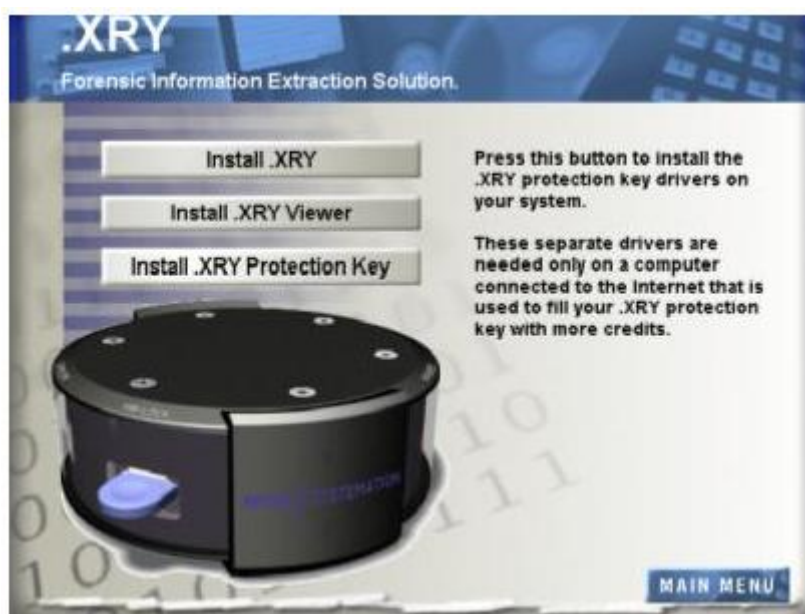 .XRY
Forensic Information Extraction Solution.
Install .XRY
Install .XRY Viewer
Install .XRY Protection Key
Press this button to install the
.XRY protection key drivers on
your system.
These separate drivers are
needed only on a computer
connected to the Internet that is
used to fill your .XRY protection
key with more credits.
SYSTEMATION
MAIN MENU